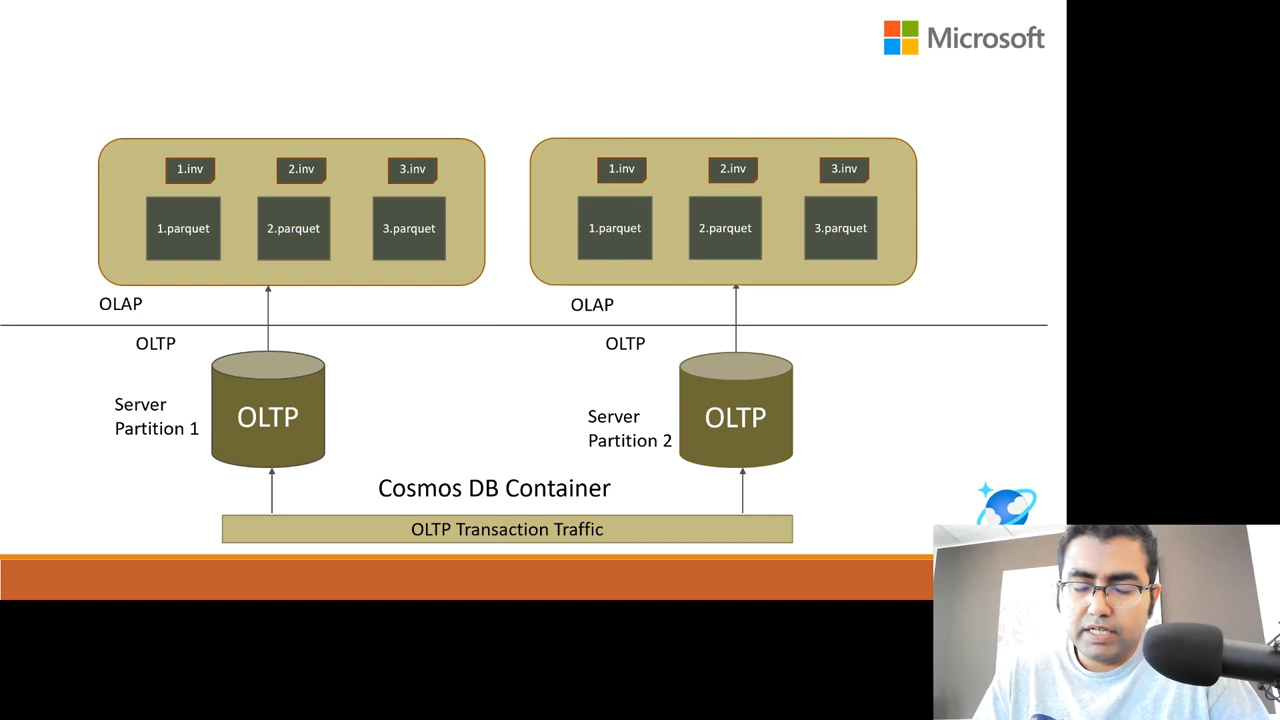 Microsoft
1.inv 2.inv 3.inv
1.parquet 2.parquet 3.parquet
1.inv 2.inv 3.inv
1.parquet 2.parquet 3.parquet
OLAP
OLAP
OLTP
OLTP
Server
Partition 1
OLTP
Server
Partition 2
OLTP
Cosmos DB Container
OLTP Transaction Traffic